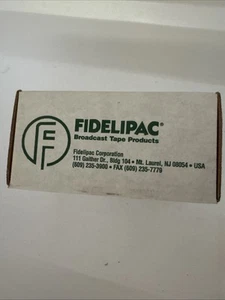 FIDELIPAC®
Broadcast Tape Products
Fidelipac Corporation
111 Gaither Dr., Bldg 104 • Mt. Laurel, NJ 08054 • USA
(609) 235-3900 • FAX (609) 235-7779